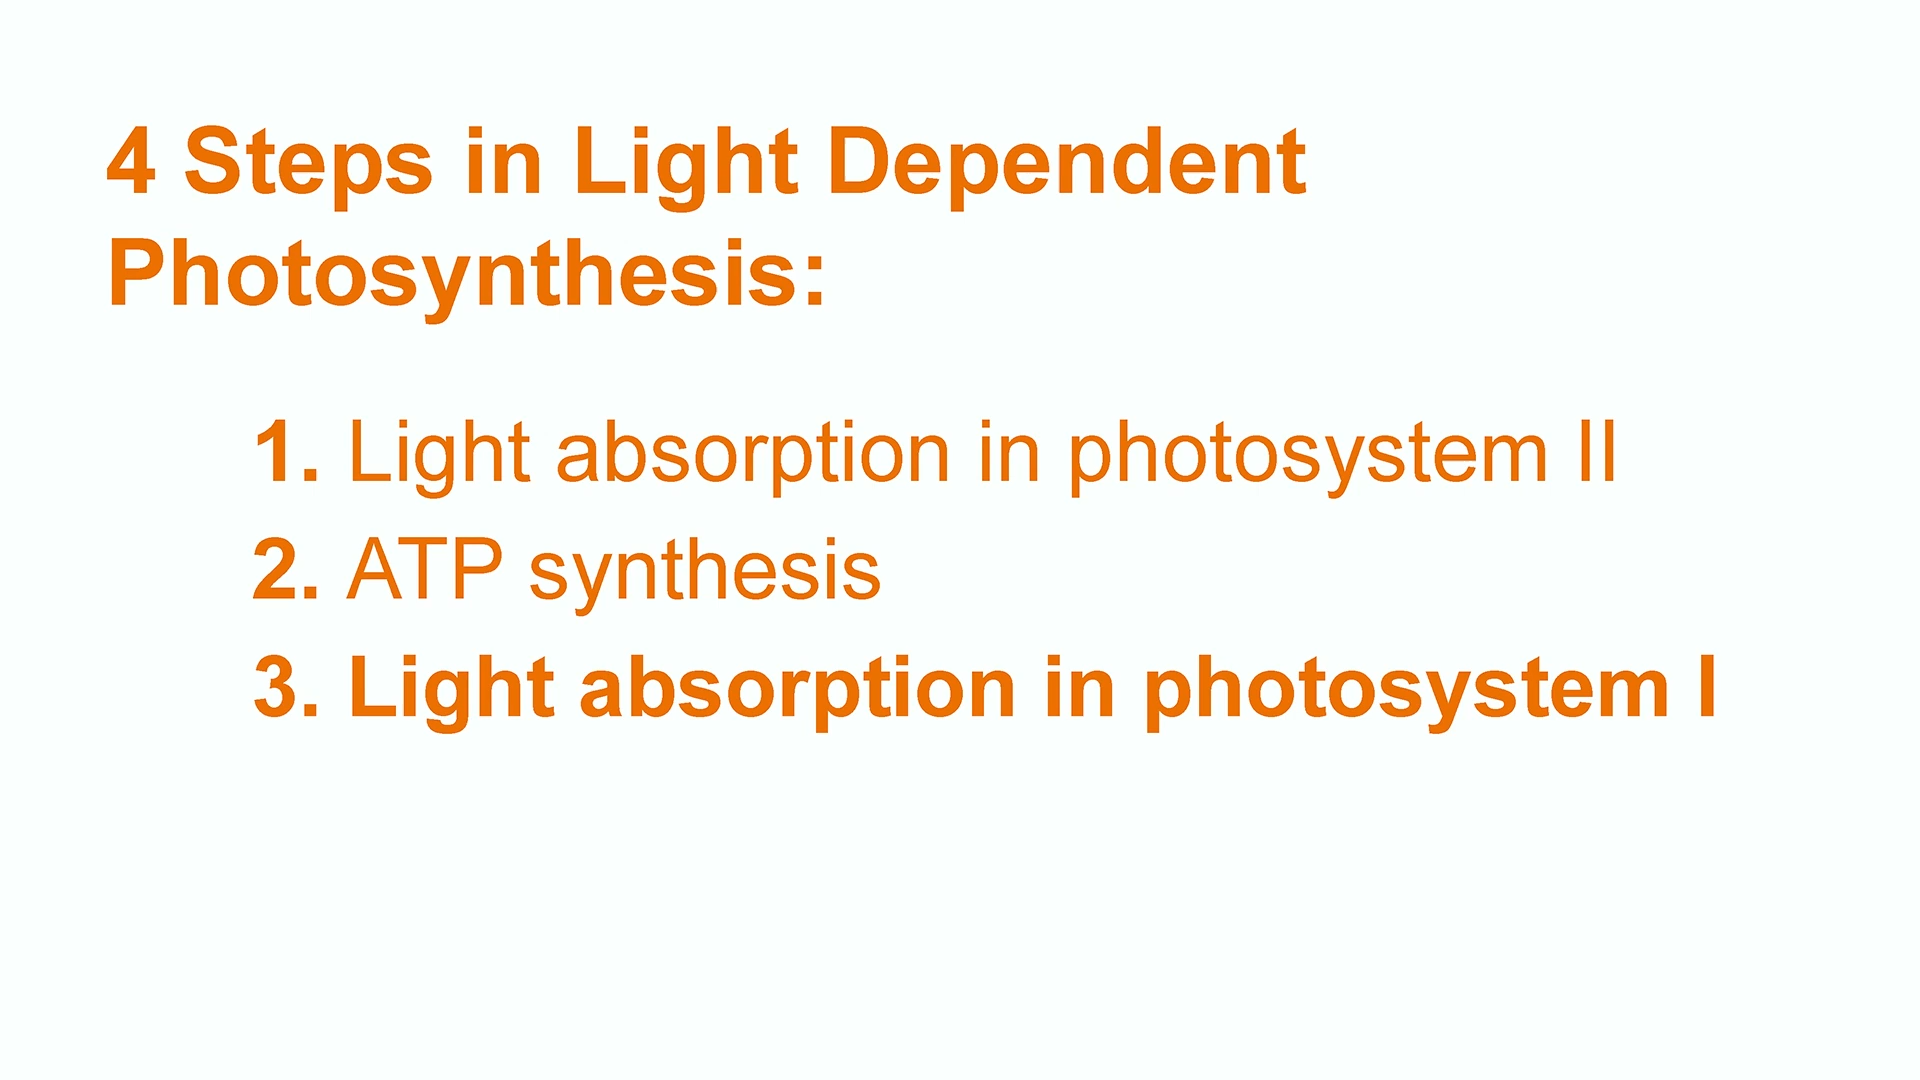 4 Steps in Light Dependent
Photosynthesis:
1. Light absorption in photosystem II
2. ATP synthesis
3. Light absorption in photosystem I